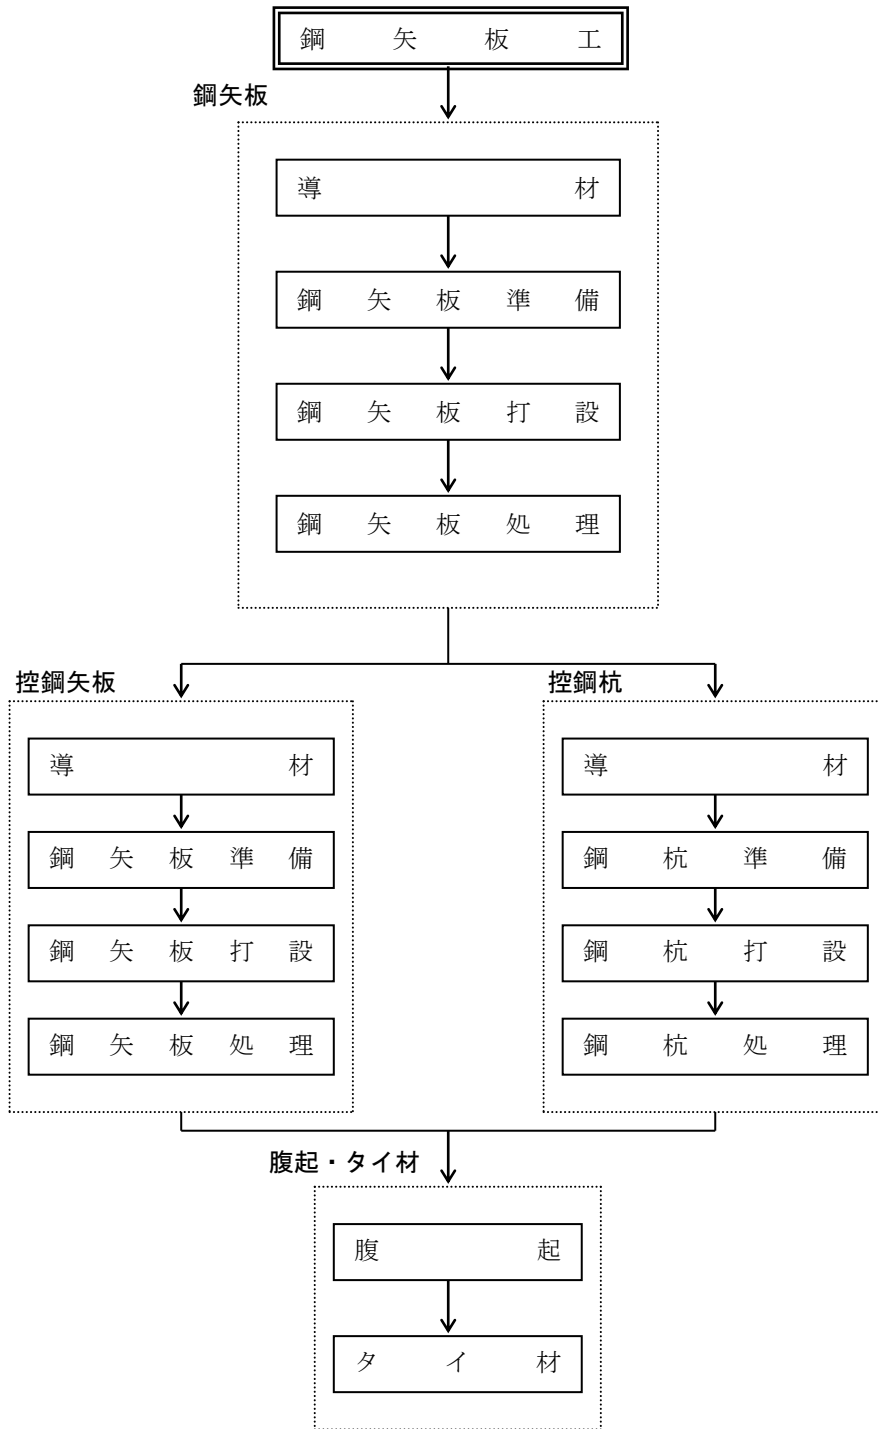 鋼矢板工
鋼矢板
導材
鋼矢板準備
鋼矢板打設
鋼矢板処理
控鋼矢板
導材
鋼矢板準備
鋼矢板打設
鋼矢板処理
控鋼杭
導材
鋼杭準備
鋼杭打設
鋼杭処理
腹起・タイ材
腹起
タイ材